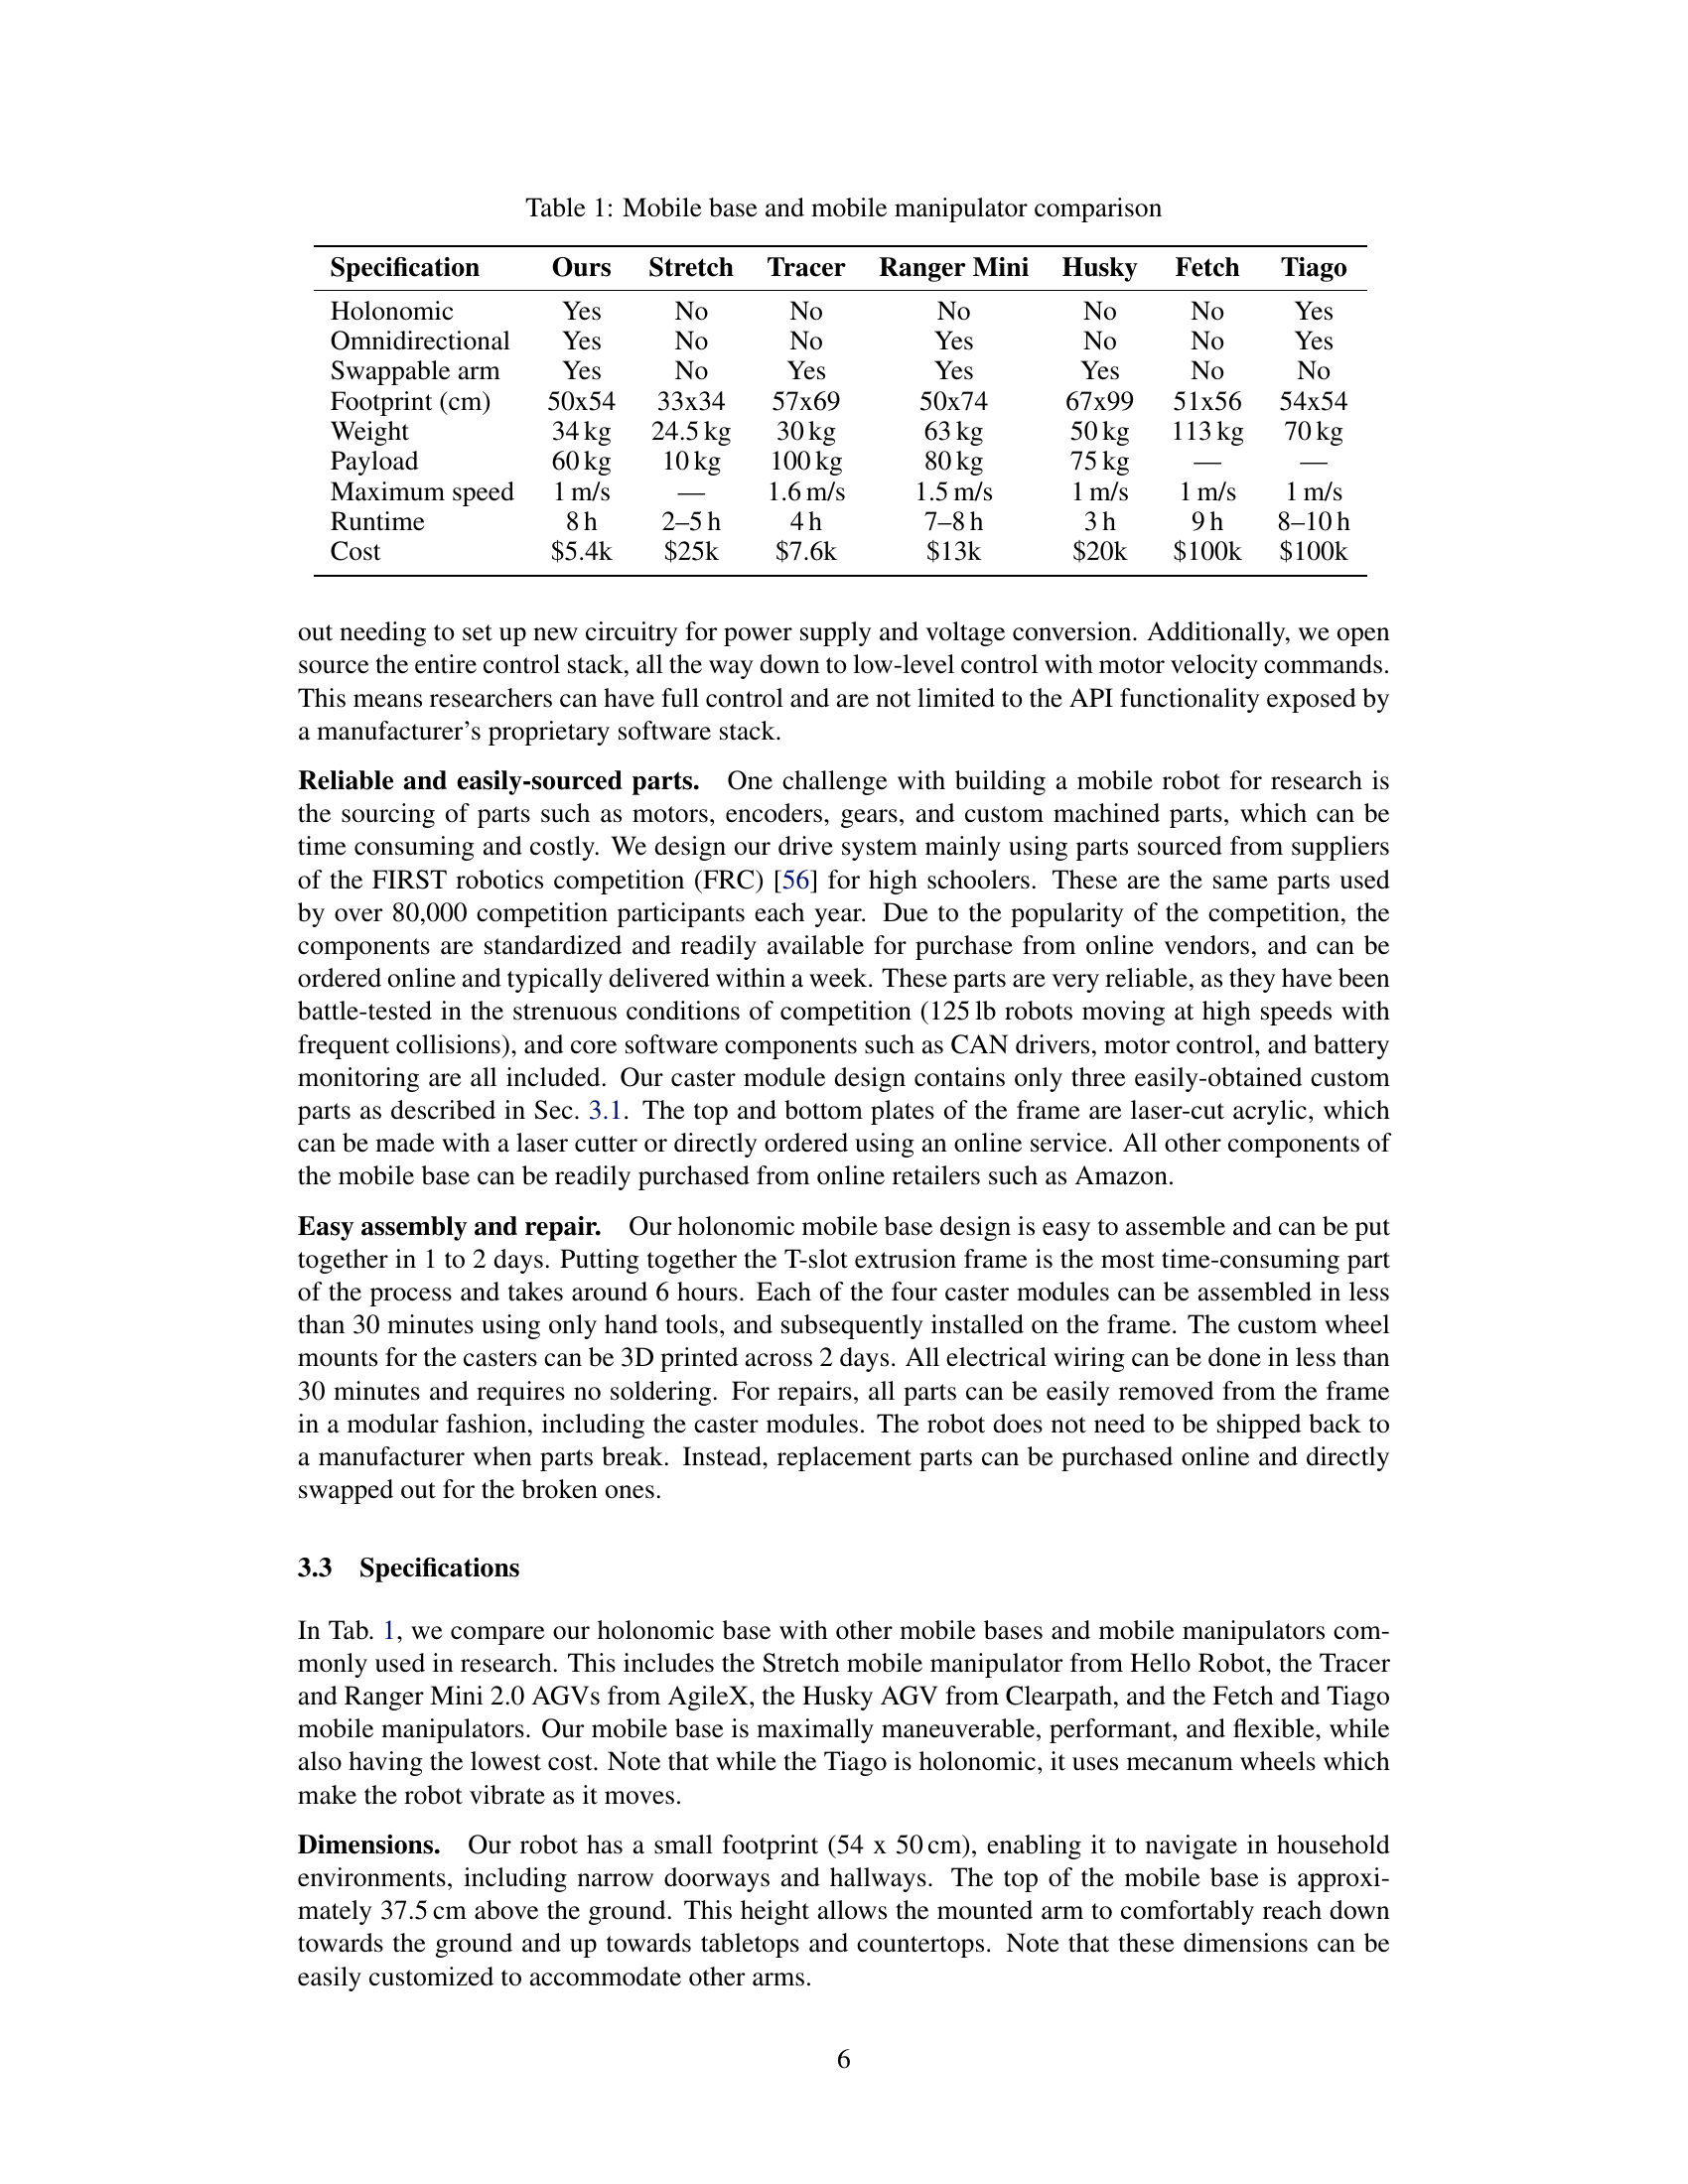 Table 1: Mobile base and mobile manipulator comparison
Specification Ours Stretch Tracer Ranger Mini Husky Fetch Tiago
Holonomic Yes No No No No No Yes
Omnidirectional Yes No No Yes No No Yes
Swappable arm Yes No Yes Yes Yes No No
Footprint (cm) 50x54 33x34 57x69 50x74 67x99 51x56 54x54
Weight 34 kg 24.5 kg 30 kg 63 kg 50 kg 113 kg 70 kg
Payload 60 kg 10 kg 100 kg 80 kg 75 kg — —
Maximum speed 1 m/s — 1.6 m/s 1.5 m/s 1 m/s 1 m/s 1 m/s
Runtime 8 h 2–5 h 4 h 7–8 h 3 h 9 h 8–10 h
Cost $5.4k $25k $7.6k $13k $20k $100k $100k
out needing to set up new circuitry for power supply and voltage conversion. Additionally, we open
source the entire control stack, all the way down to low-level control with motor velocity commands.
This means researchers can have full control and are not limited to the API functionality exposed by
a manufacturer's proprietary software stack.
Reliable and easily-sourced parts. One challenge with building a mobile robot for research is
the sourcing of parts such as motors, encoders, gears, and custom machined parts, which can be
time consuming and costly. We design our drive system mainly using parts sourced from suppliers
of the FIRST robotics competition (FRC) [56] for high schoolers. These are the same parts used
by over 80,000 competition participants each year. Due to the popularity of the competition, the
components are standardized and readily available for purchase from online vendors, and can be
ordered online and typically delivered within a week. These parts are very reliable, as they have been
battle-tested in the strenuous conditions of competition (125 lb robots moving at high speeds with
frequent collisions), and core software components such as CAN drivers, motor control, and battery
monitoring are all included. Our caster module design contains only three easily-obtained custom
parts as described in Sec. 3.1. The top and bottom plates of the frame are laser-cut acrylic, which
can be made with a laser cutter or directly ordered using an online service. All other components of
the mobile base can be readily purchased from online retailers such as Amazon.
Easy assembly and repair. Our holonomic mobile base design is easy to assemble and can be put
together in 1 to 2 days. Putting together the T-slot extrusion frame is the most time-consuming part
of the process and takes around 6 hours. Each of the four caster modules can be assembled in less
than 30 minutes using only hand tools, and subsequently installed on the frame. The custom wheel
mounts for the casters can be 3D printed across 2 days. All electrical wiring can be done in less than
30 minutes and requires no soldering. For repairs, all parts can be easily removed from the frame
in a modular fashion, including the caster modules. The robot does not need to be shipped back to
a manufacturer when parts break. Instead, replacement parts can be purchased online and directly
swapped out for the broken ones.
3.3 Specifications
In Tab. 1, we compare our holonomic base with other mobile bases and mobile manipulators com-
monly used in research. This includes the Stretch mobile manipulator from Hello Robot, the Tracer
and Ranger Mini 2.0 AGVs from AgileX, the Husky AGV from Clearpath, and the Fetch and Tiago
mobile manipulators. Our mobile base is maximally maneuverable, performant, and flexible, while
also having the lowest cost. Note that while the Tiago is holonomic, it uses mecanum wheels which
make the robot vibrate as it moves.
Dimensions. Our robot has a small footprint (54 x 50 cm), enabling it to navigate in household
environments, including narrow doorways and hallways. The top of the mobile base is approxi-
mately 37.5 cm above the ground. This height allows the mounted arm to comfortably reach down
towards the ground and up towards tabletops and countertops. Note that these dimensions can be
easily customized to accommodate other arms.
6